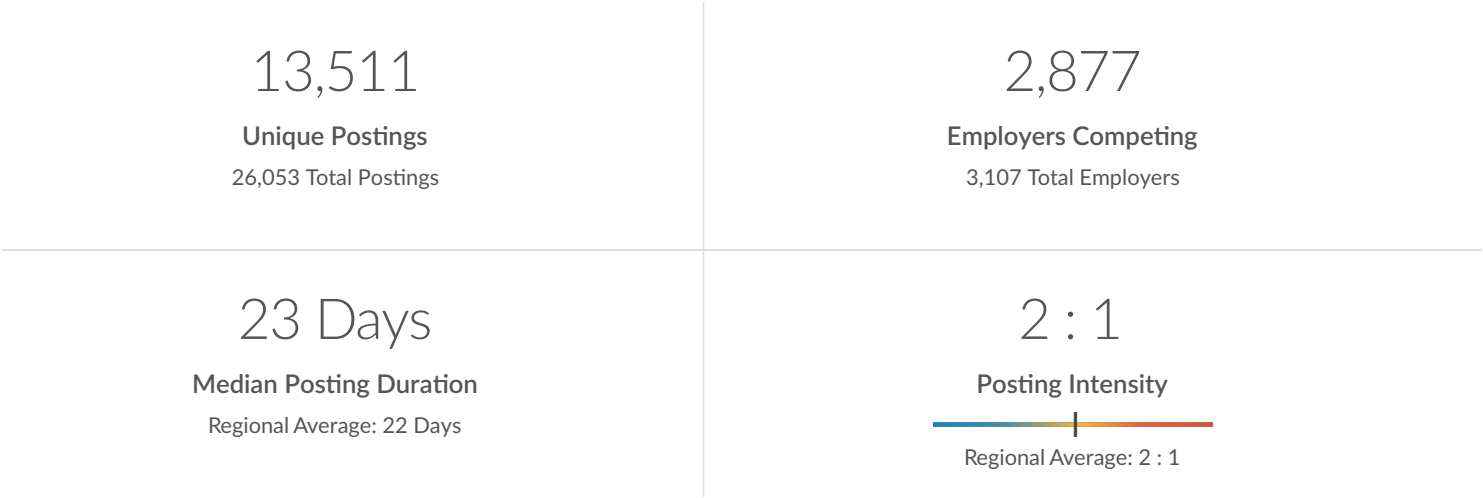 13,511
Unique Postings
26,053 Total Postings
2,877
Employers Competing
3,107 Total Employers
23 Days
Median Posting Duration
Regional Average: 22 Days
2 : 1
Posting Intensity
Regional Average: 2 : 1